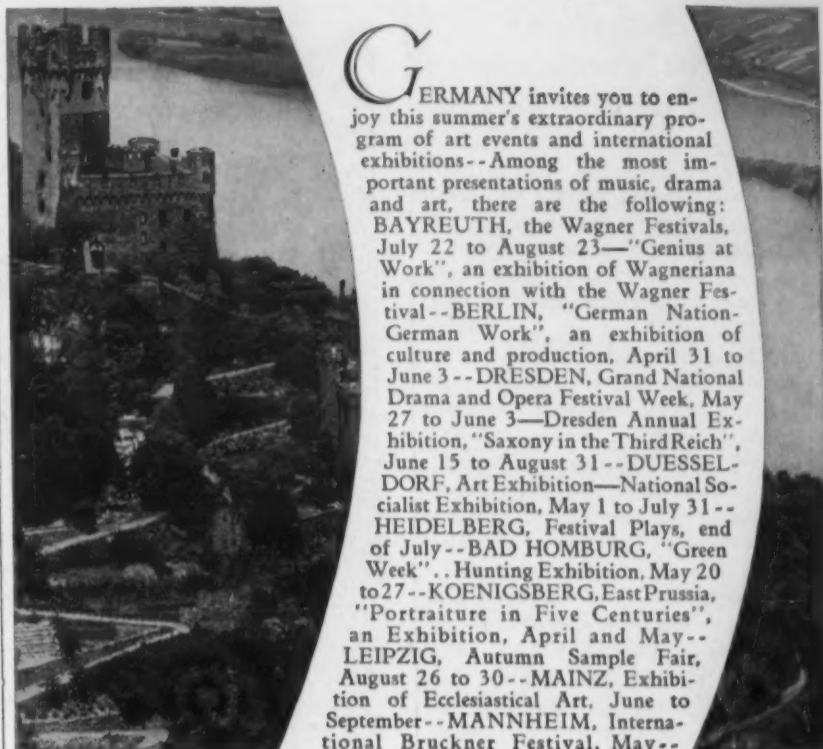 GERMANY invites you to en-
joy this summer's extraordinary pro-
gram of art events and international
exhibitions--Among the most im-
portant presentations of music, drama
and art, there are the following:
BAYREUTH, the Wagner Festivals,
July 22 to August 23—"Genius at
Work", an exhibition of Wagneriana
in connection with the Wagner Fes-
tival--BERLIN, "German Nation-
German Work", an exhibition of
culture and production, April 31 to
June 3--DRESDEN, Grand National
Drama and Opera Festival Week, May
27 to June 3—Dresden Annual Ex-
hibition, "Saxony in the Third Reich",
June 15 to August 31--DUESSEL-
DORF, Art Exhibition—National So-
cialist Exhibition, May 1 to July 31--
HEIDELBERG, Festival Plays, end
of July--BAD HOMBURG, "Green
Week"..Hunting Exhibition, May 20
to 27--KOENIGSBERG, East Prussia,
"Portraiture in Five Centuries",
an Exhibition, April and May--
LEIPZIG, Autumn Sample Fair,
August 26 to 30--MAINZ, Exhibi-
tion of Ecclesiastical Art, June to
September--MANNHEIM, Interna-
tional Bruckner Festival, May--